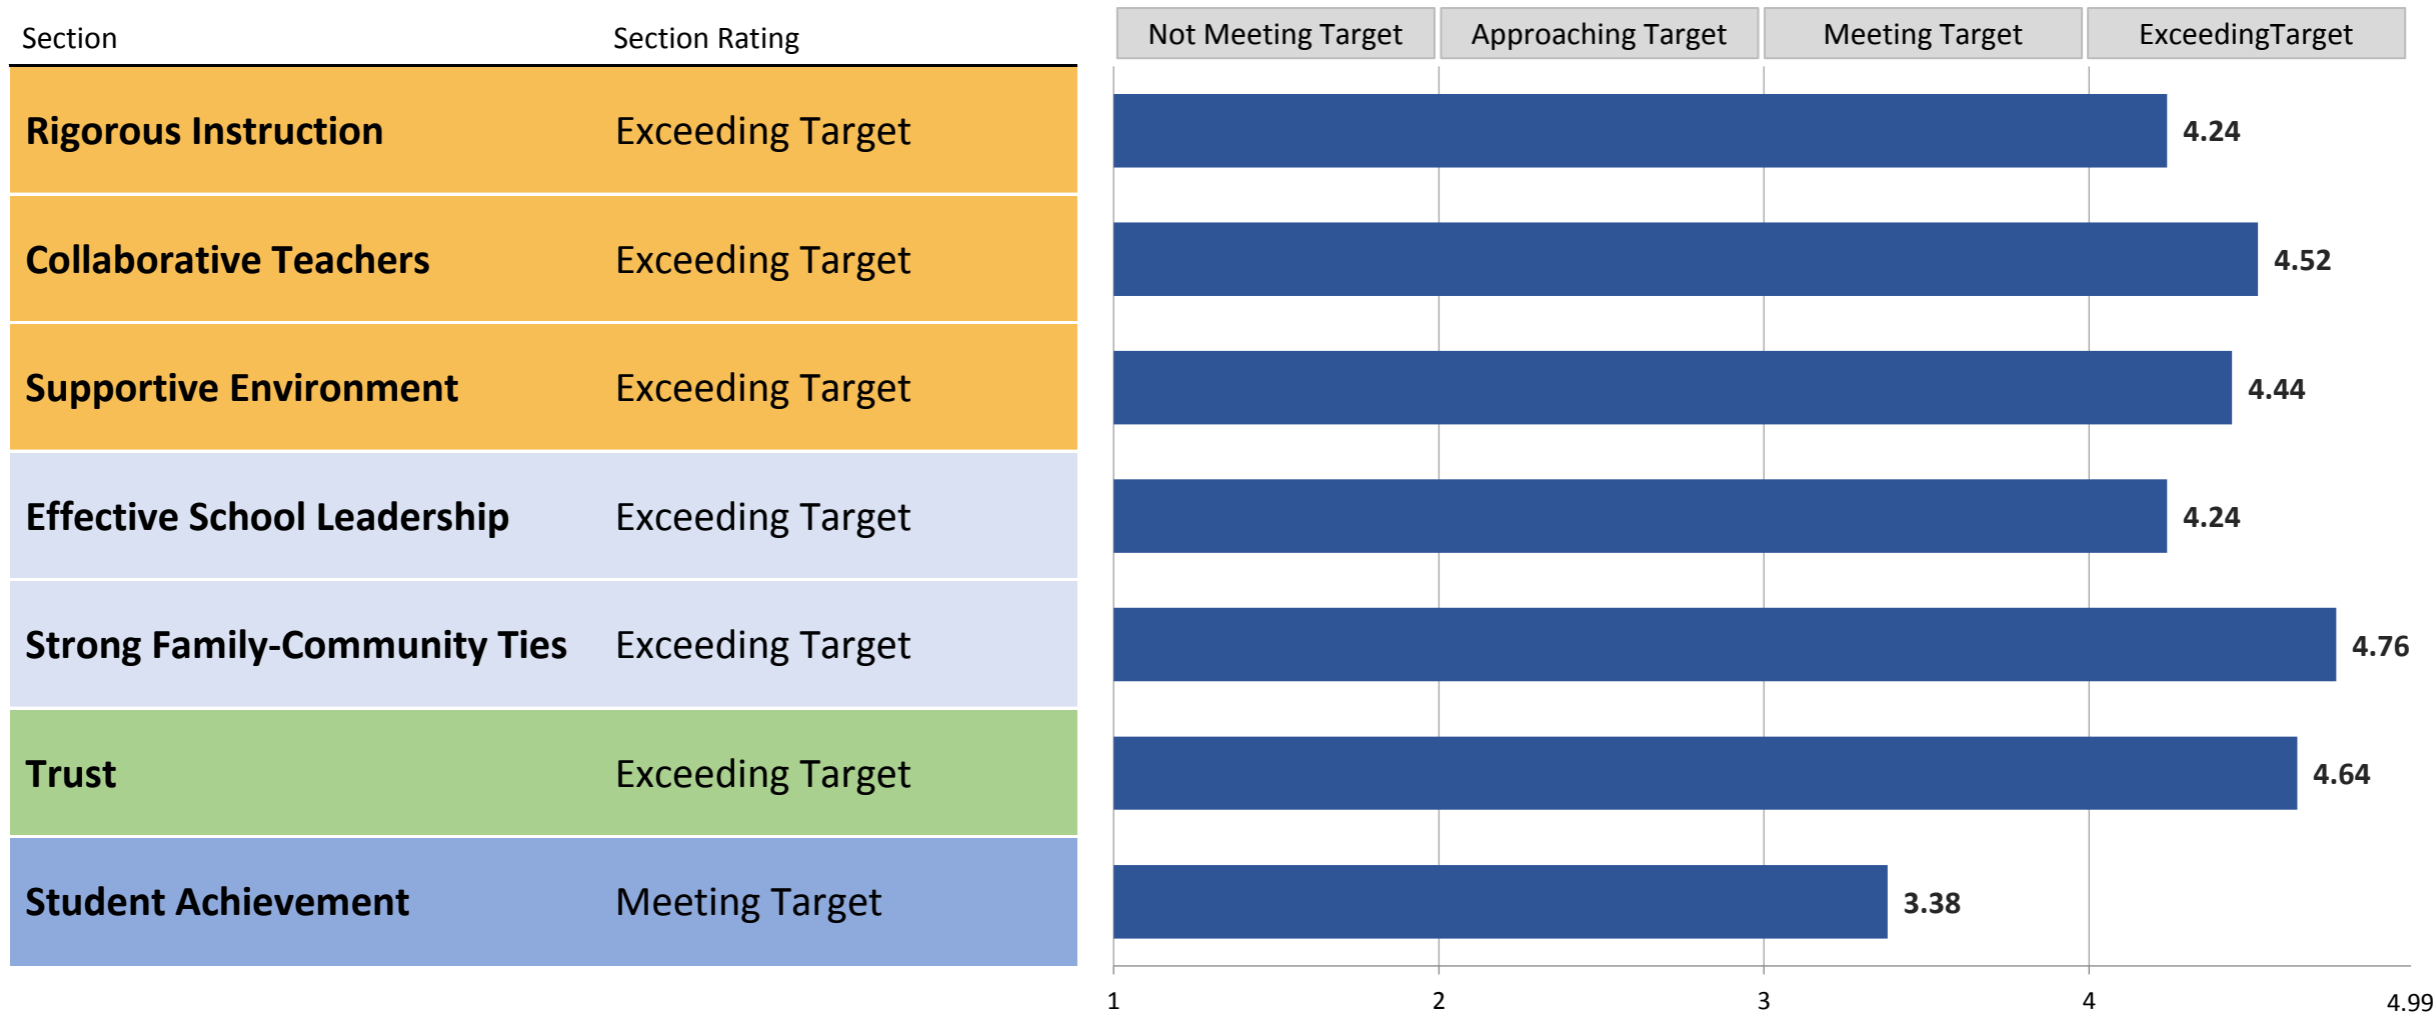 Section Section Rating Not Meeting Target Approaching Target Meeting Target ExceedingTarget
Rigorous Instruction Exceeding Target 4.24
Collaborative Teachers Exceeding Target 4.52
Supportive Environment Exceeding Target 4.44
Effective School Leadership Exceeding Target 4.24
Strong Family-Community Ties Exceeding Target 4.76
Trust Exceeding Target 4.64
Student Achievement Meeting Target 3.38
1 2 3 4 4.99